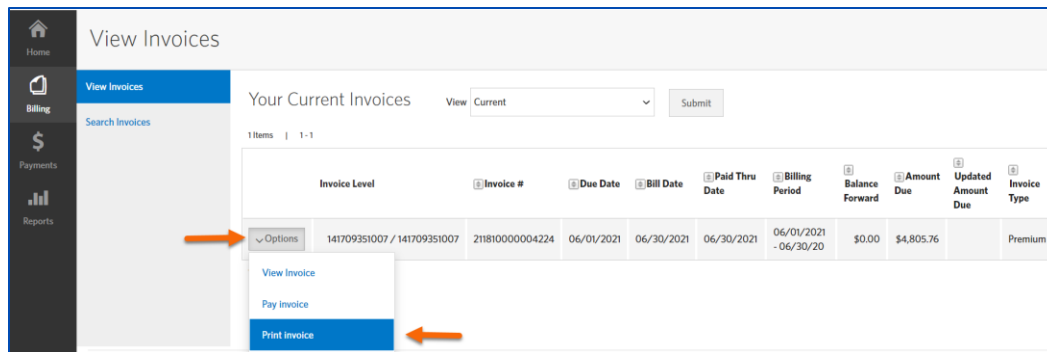 Home
Billing
Payments
Reports
View Invoices
View Invoices
Search Invoices
Your Current Invoices View Current Submit
1 Items | 1 - 1
Invoice Level Invoice # Due Date Bill Date Paid Thru Date Billing Period Balance Forward Amount Due Updated Amount Due Invoice Type
Options 141709351007 / 141709351007 211810000004224 06/01/2021 06/30/2021 06/30/2021 06/01/2021 - 06/30/20 $0.00 $4,805.76 Premium
View Invoice
Pay invoice
Print invoice